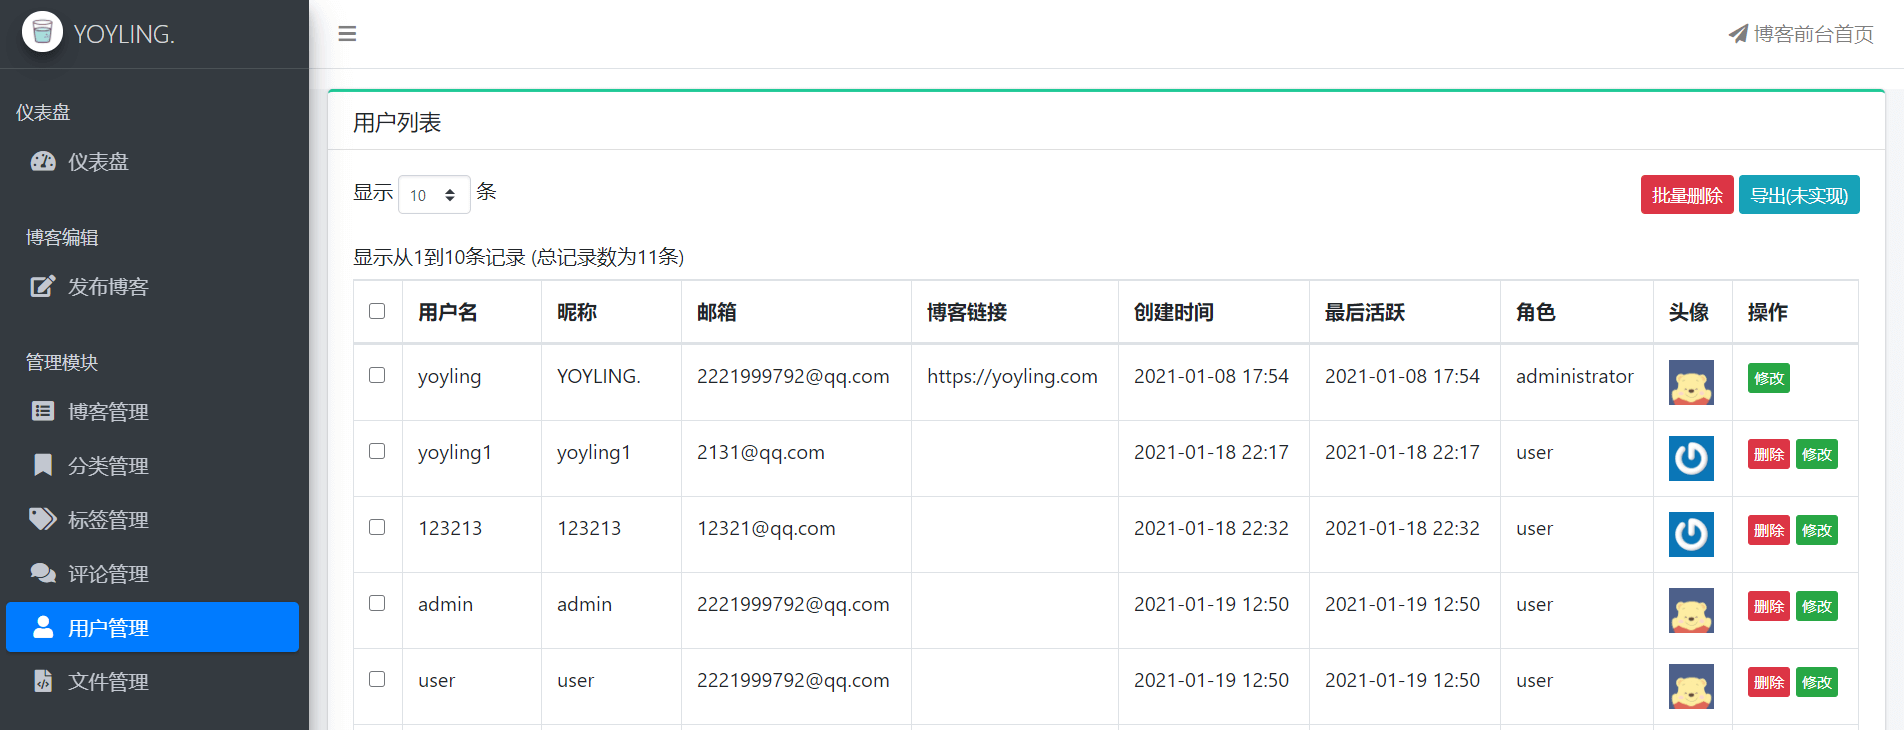 YOYLING.
博客前台首页
仪表盘
仪表盘
博客编辑
发布博客
管理模块
博客管理
分类管理
标签管理
评论管理
用户管理
文件管理
用户列表
显示 10 条
批量删除 导出(未实现)
显示从1到10条记录 (总记录数为11条)
用户名 昵称 邮箱 博客链接 创建时间 最后活跃 角色 头像 操作
yoyling YOYLING. 2221999792@qq.com https://yoyling.com 2021-01-08 17:54 2021-01-08 17:54 administrator 修改
yoyling1 yoyling1 2131@qq.com 2021-01-18 22:17 2021-01-18 22:17 user 删除 修改
123213 123213 12321@qq.com 2021-01-18 22:32 2021-01-18 22:32 user 删除 修改
admin admin 2221999792@qq.com 2021-01-19 12:50 2021-01-19 12:50 user 删除 修改
user user 2221999792@qq.com 2021-01-19 12:50 2021-01-19 12:50 user 删除 修改